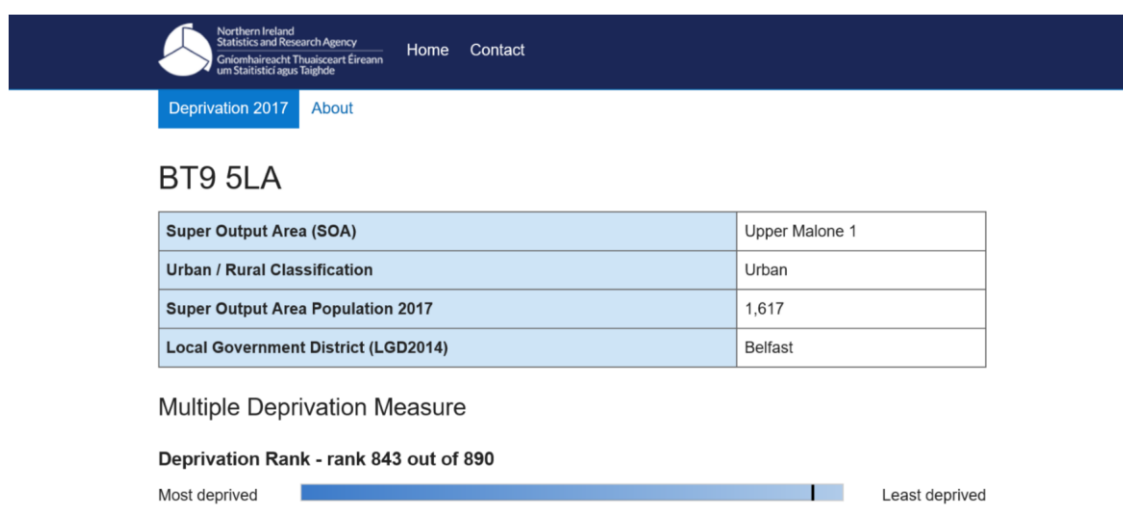 Northern Ireland
Statistics and Research Agency
Gníomhaireacht Thuaisceart Éireann
um Staitisticí agus Taighde
Home Contact
Deprivation 2017 About
BT9 5LA
Super Output Area (SOA) Upper Malone 1
Urban / Rural Classification Urban
Super Output Area Population 2017 1,617
Local Government District (LGD2014) Belfast
Multiple Deprivation Measure
Deprivation Rank - rank 843 out of 890
Most deprived Least deprived